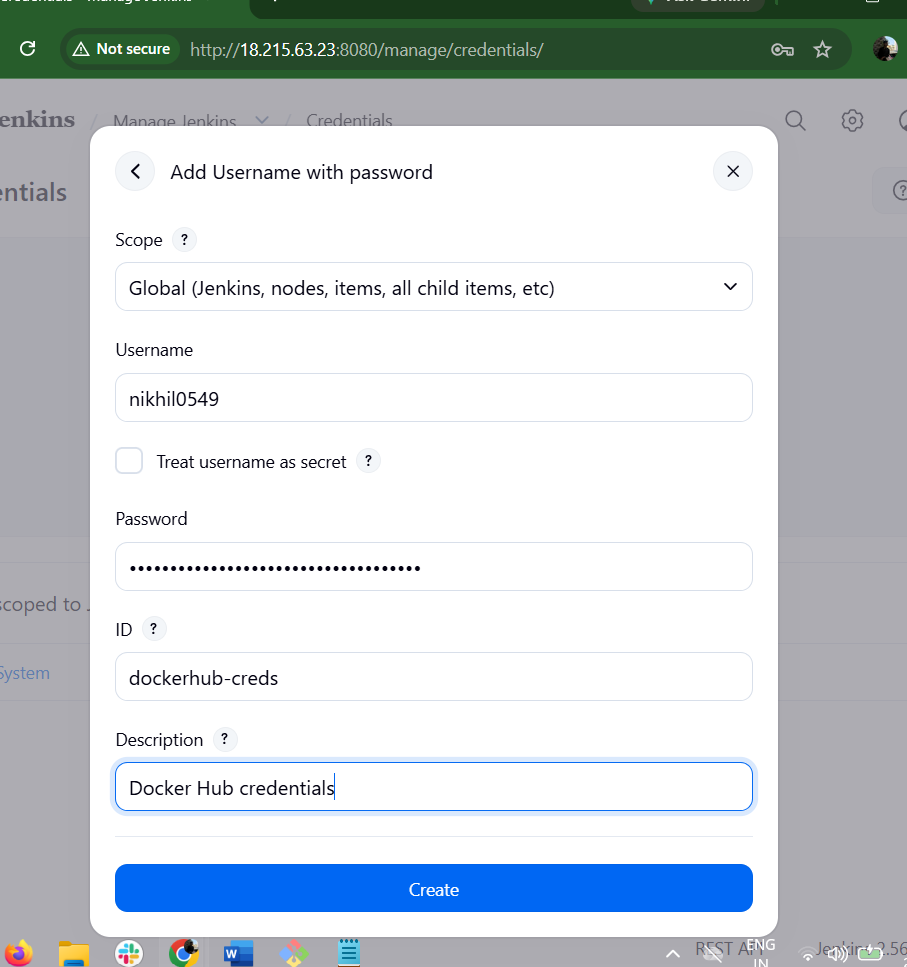 Not secure http://18.215.63.23:8080/manage/credentials/
enkins / Manage Jenkins / Credentials
entials
Add Username with password
Scope ?
Global (Jenkins, nodes, items, all child items, etc)
Username
nikhil0549
Treat username as secret ?
Password
••••••••••••••••••••••••••••••••••••
scoped to
ID ?
dockerhub-creds
System
Description ?
Docker Hub credentials
Create
REST API
ENG
IN
Jenkins 2.56